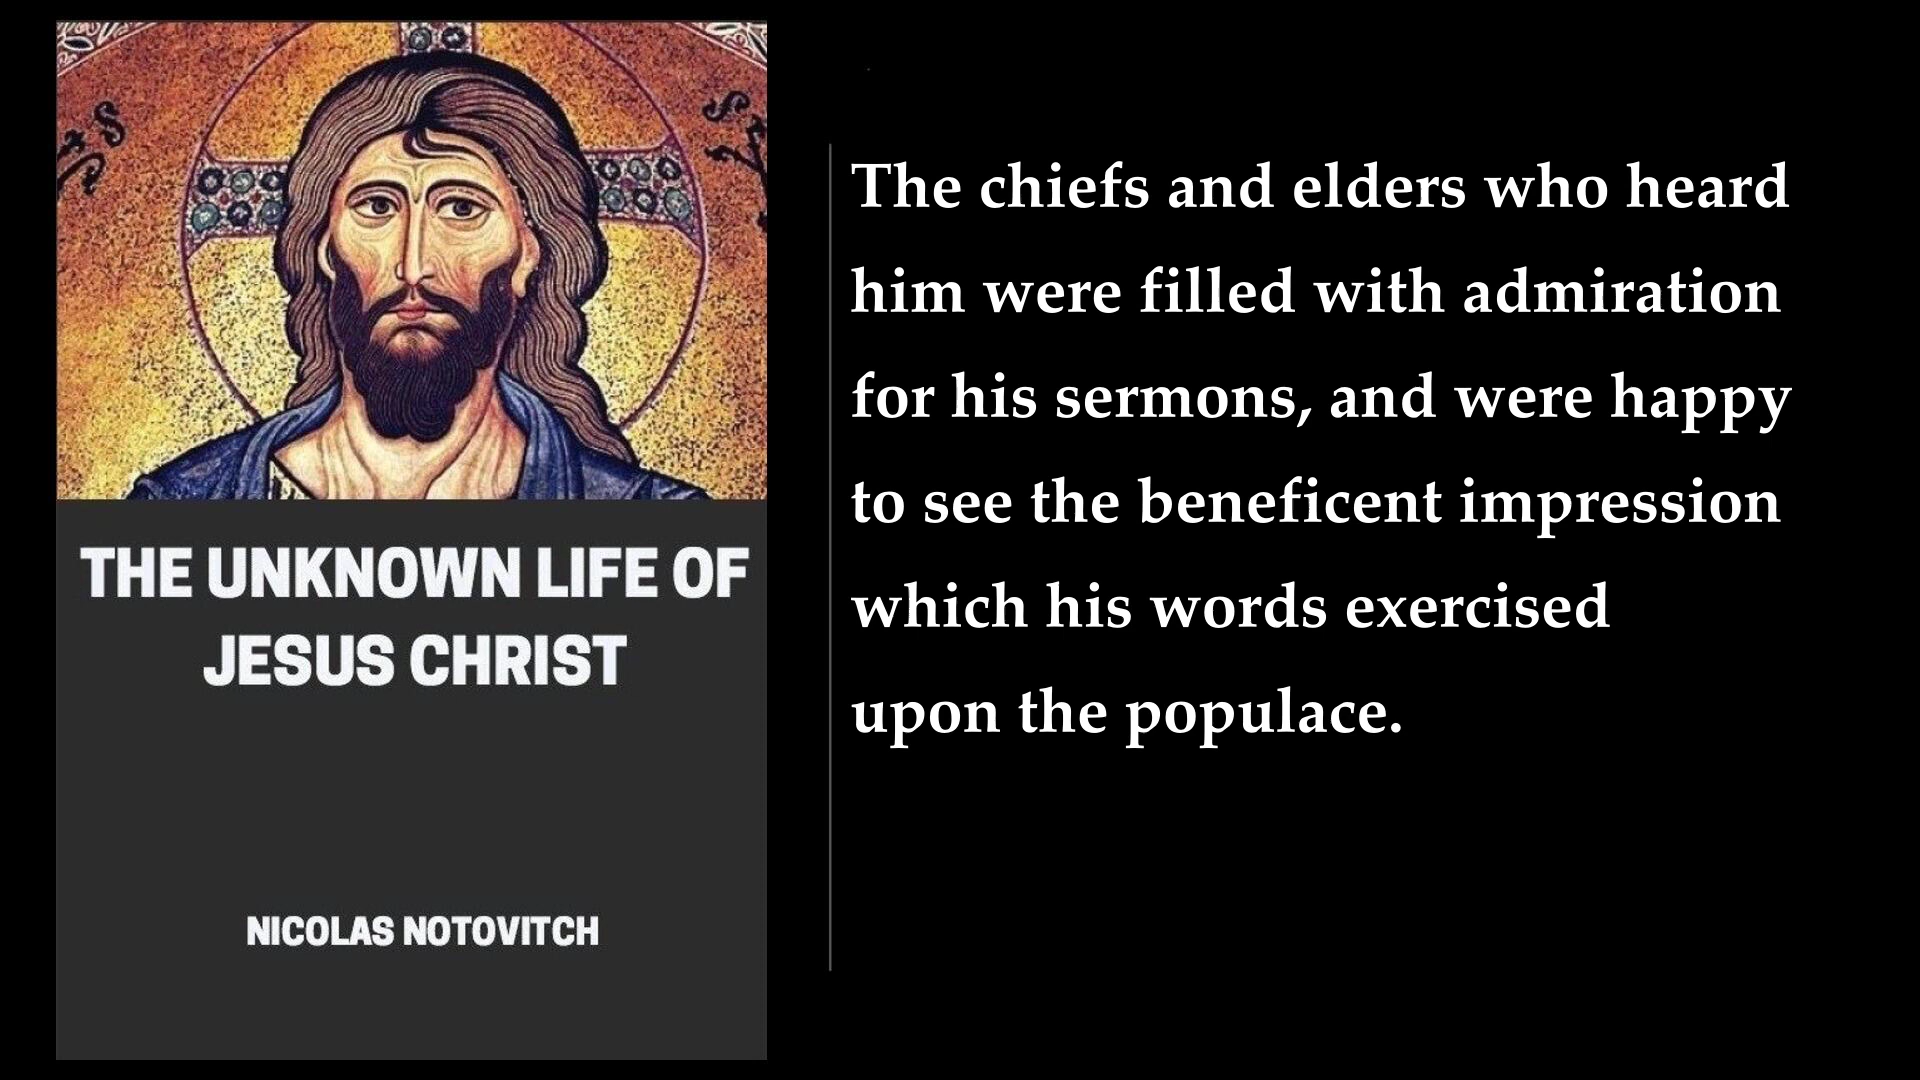 THE UNKNOWN LIFE OF
JESUS CHRIST
NICOLAS NOTOVITCH
The chiefs and elders who heard
him were filled with admiration
for his sermons, and were happy
to see the beneficent impression
which his words exercised
upon the populace.